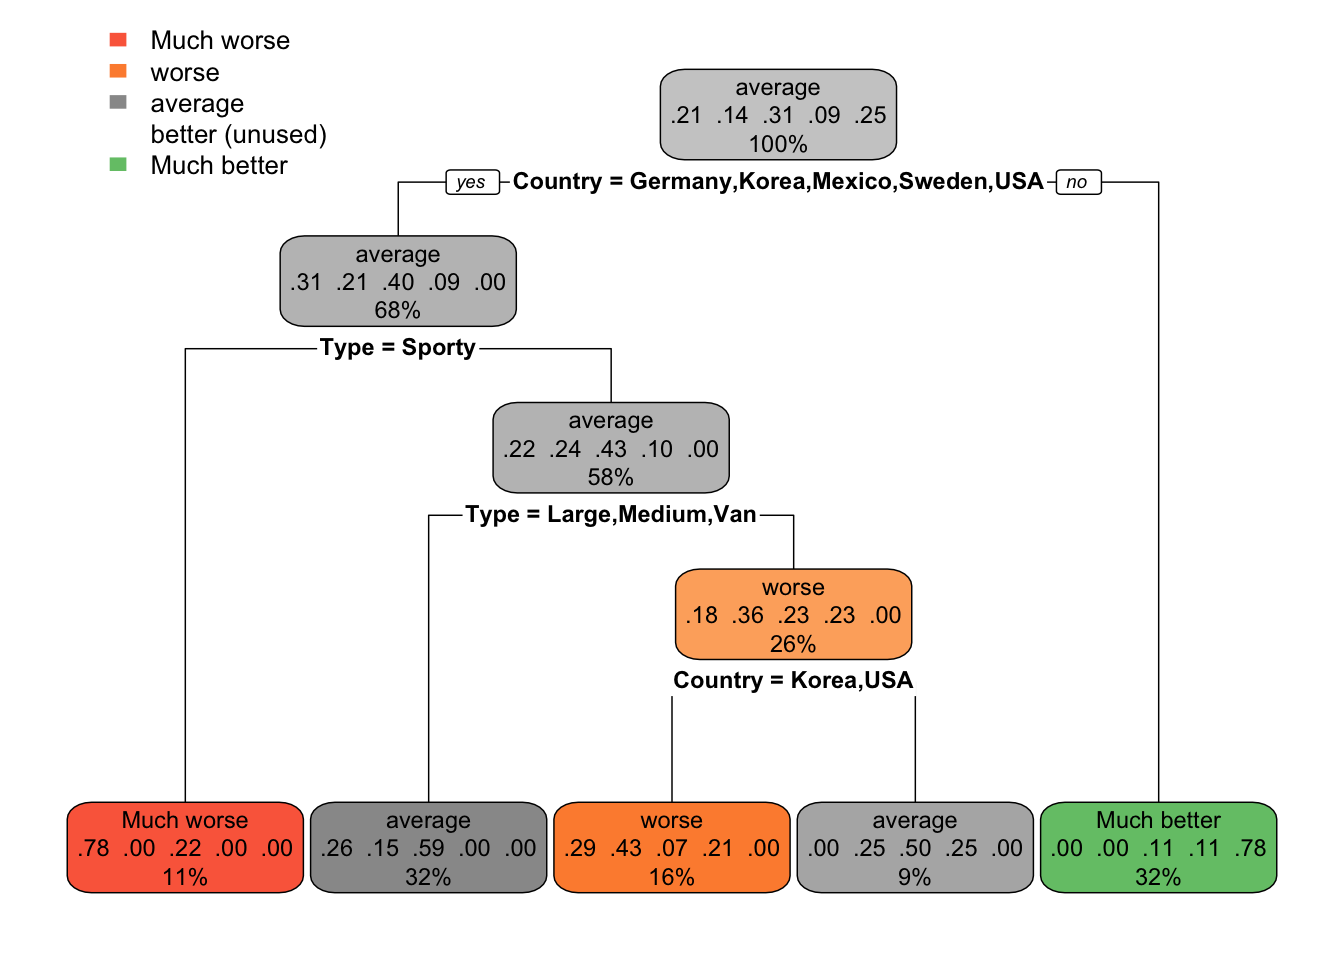 Much worse
worse
average
better (unused)
Much better
average
.21 .14 .31 .09 .25
100%
yes Country = Germany,Korea,Mexico,Sweden,USA no
average
.31 .21 .40 .09 .00
68%
Type = Sporty
average
.22 .24 .43 .10 .00
58%
Type = Large,Medium,Van
worse
.18 .36 .23 .23 .00
26%
Country = Korea,USA
Much worse
.78 .00 .22 .00 .00
11%
average
.26 .15 .59 .00 .00
32%
worse
.29 .43 .07 .21 .00
16%
average
.00 .25 .50 .25 .00
9%
Much better
.00 .00 .11 .11 .78
32%